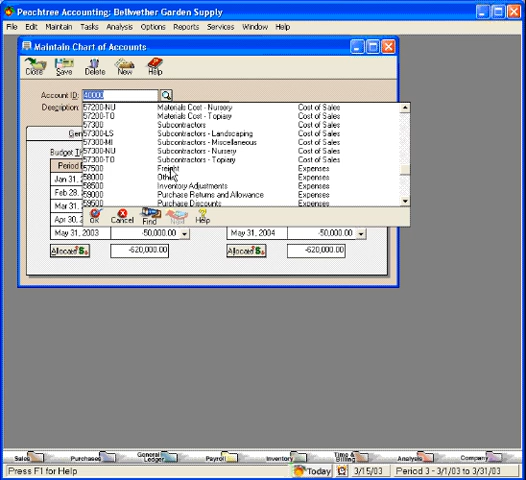 Peachtree Accounting: Bellwether Garden Supply
File Edit Maintain Tasks Analysis Options Reports Services Window Help
Maintain Chart of Accounts
Close Save Delete New Help
Account ID: 40000
Description:
57200-NU Materials Cost - Nursery Cost of Sales
57200-TO Materials Cost - Topiary Cost of Sales
57300 Subcontractors Cost of Sales
57300-LS Subcontractors - Landscaping Cost of Sales
57300-MI Subcontractors - Miscellaneous Cost of Sales
57300-NU Subcontractors - Nursery Cost of Sales
57300-TO Subcontractors - Topiary Cost of Sales
57500 Freight Expenses
58000 Other Expenses
58500 Inventory Adjustments Expenses
59000 Purchase Returns and Allowance Expenses
59500 Purchase Discounts Expenses
OK Cancel Find Next Help
Gen
Budget T
Period
Jan 31,
Feb 28,
Mar 31,
Apr 30,
May 31, 2003 -50,000.00 May 31, 2004 -50,000.00
Allocate -620,000.00 Allocate -620,000.00
Sales Purchases General Ledger Payroll Inventory Time & Billing Analysis Company
Press F1 for Help Today 3/15/03 Period 3 - 3/1/03 to 3/31/03